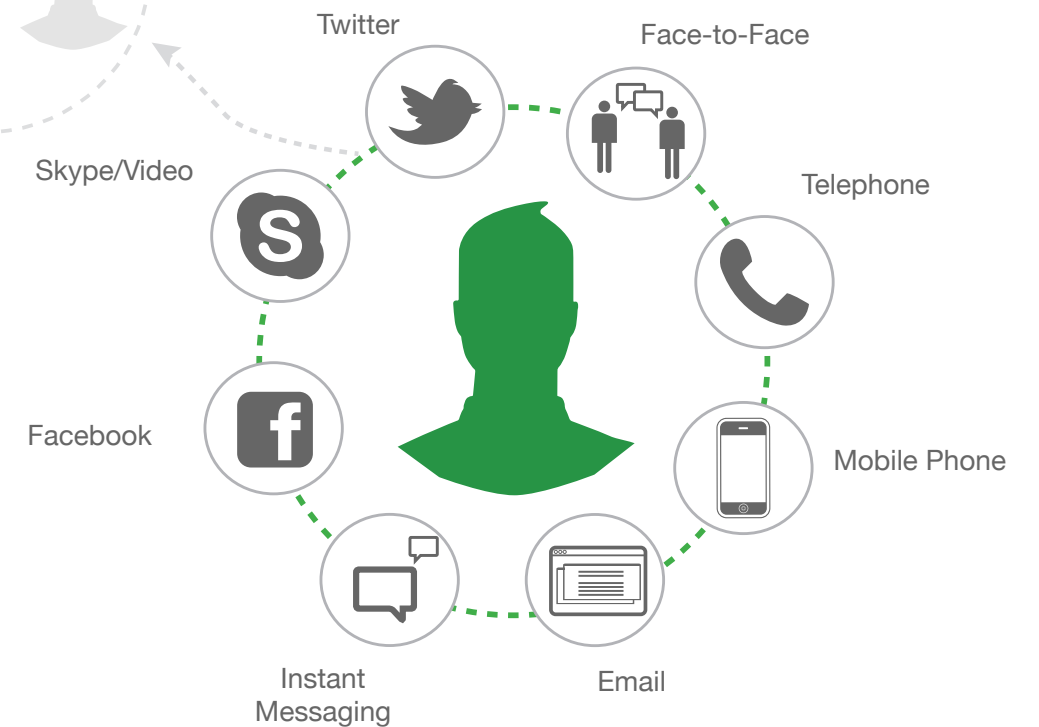 Twitter
Face-to-Face
Skype/Video
Telephone
S
f
Facebook
Mobile Phone
Instant
Messaging
Email